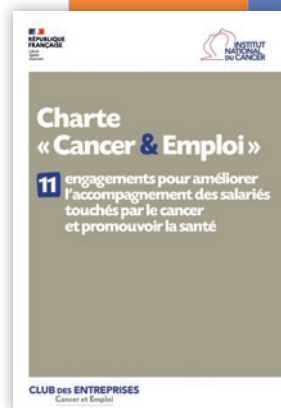 RÉPUBLIQUE
FRANÇAISE
INSTITUT
NATIONAL
DU CANCER
Charte
« Cancer & Emploi »
11 engagements pour améliorer
l'accompagnement des salariés
touchés par le cancer
et promouvoir la santé
CLUB DES ENTREPRISES
Cancer et Emploi